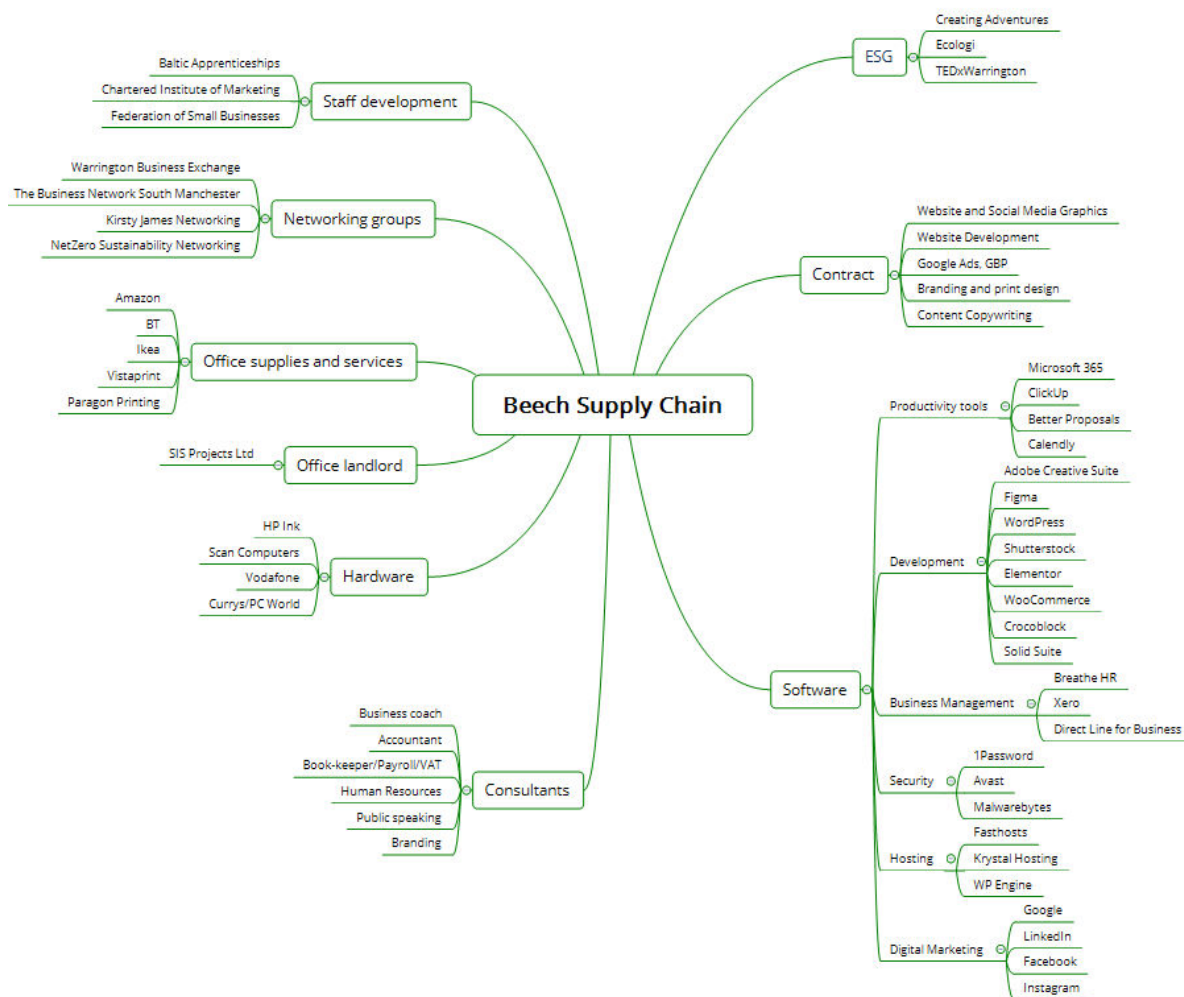 Beech Supply Chain
Staff development
Baltic Apprenticeships
Chartered Institute of Marketing
Federation of Small Businesses
Networking groups
Warrington Business Exchange
The Business Network South Manchester
Kirsty James Networking
NetZero Sustainability Networking
Office supplies and services
Amazon
BT
Ikea
Vistaprint
Paragon Printing
Office landlord
SIS Projects Ltd
Hardware
HP Ink
Scan Computers
Vodafone
Currys/PC World
Consultants
Business coach
Accountant
Book-keeper/Payroll/VAT
Human Resources
Public speaking
Branding
ESG
Creating Adventures
Ecologi
TEDxWarrington
Contract
Website and Social Media Graphics
Website Development
Google Ads, GBP
Branding and print design
Content Copywriting
Software
Productivity tools
Microsoft 365
ClickUp
Better Proposals
Calendly
Development
Adobe Creative Suite
Figma
WordPress
Shutterstock
Elementor
WooCommerce
Crocoblock
Solid Suite
Business Management
Breathe HR
Xero
Direct Line for Business
Security
1Password
Avast
Malwarebytes
Hosting
Fasthosts
Krystal Hosting
WP Engine
Digital Marketing
Google
LinkedIn
Facebook
Instagram